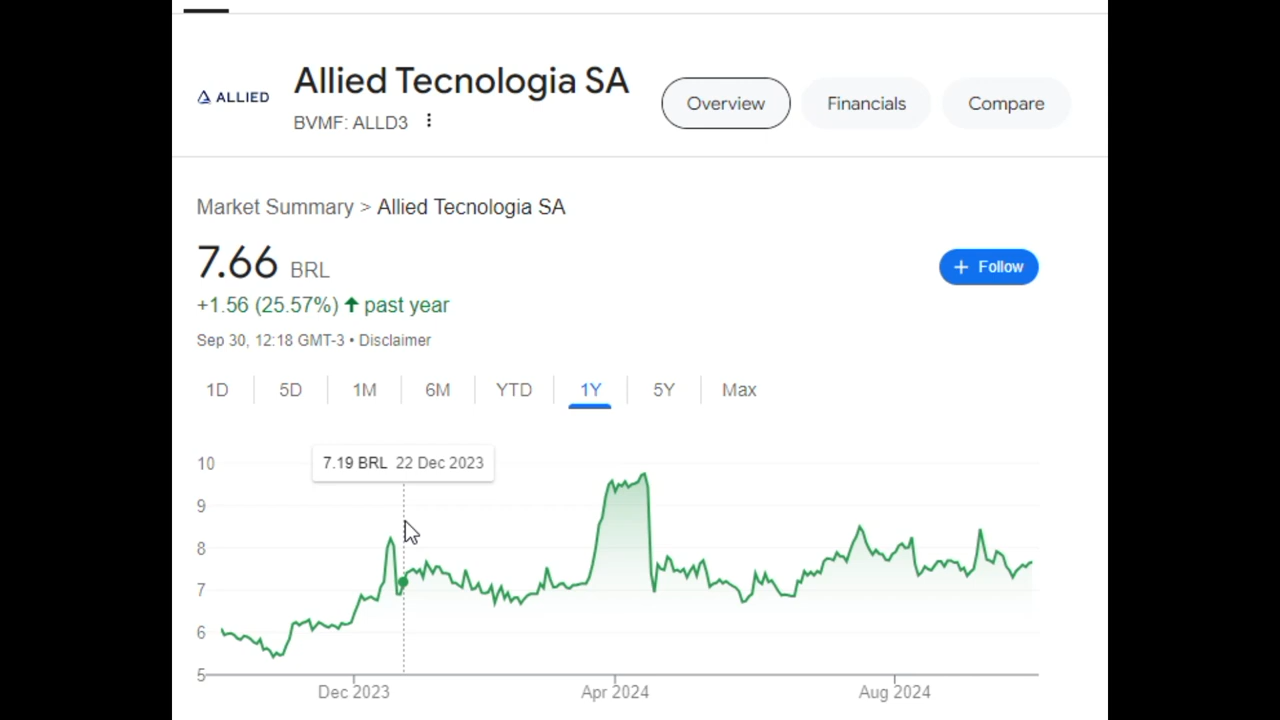 ALLIED
Allied Tecnologia SA
BVMF: ALLD3
Overview
Financials
Compare
Market Summary > Allied Tecnologia SA
7.66 BRL
+ Follow
+1.56 (25.57%) ↑ past year
Sep 30, 12:18 GMT-3 • Disclaimer
1D 5D 1M 6M YTD 1Y 5Y Max
7.19 BRL 22 Dec 2023
10
9
8
7
6
5
Dec 2023 Apr 2024 Aug 2024